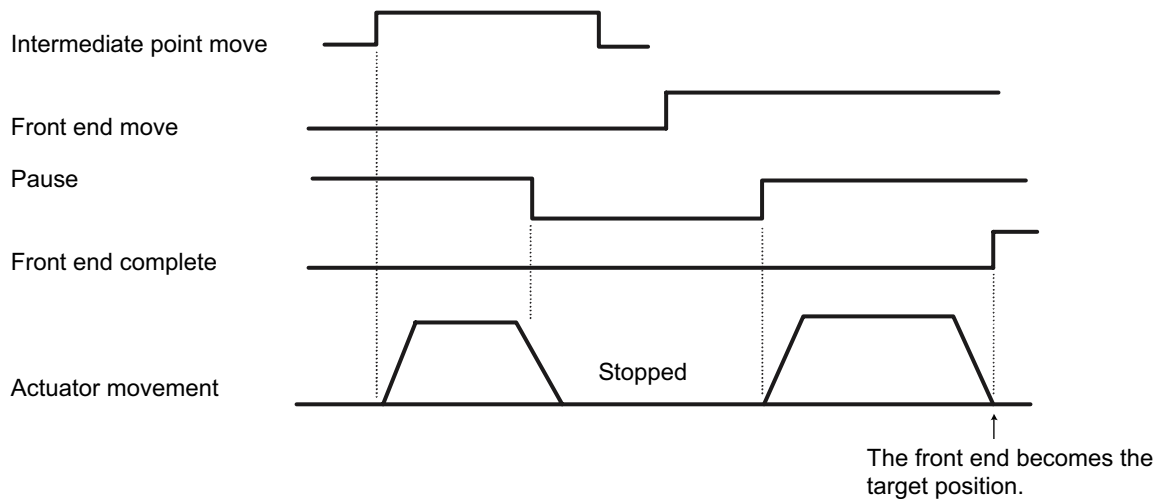 Intermediate point move
Front end move
Pause
Front end complete
Stopped
Actuator movement
The front end becomes the
target position.